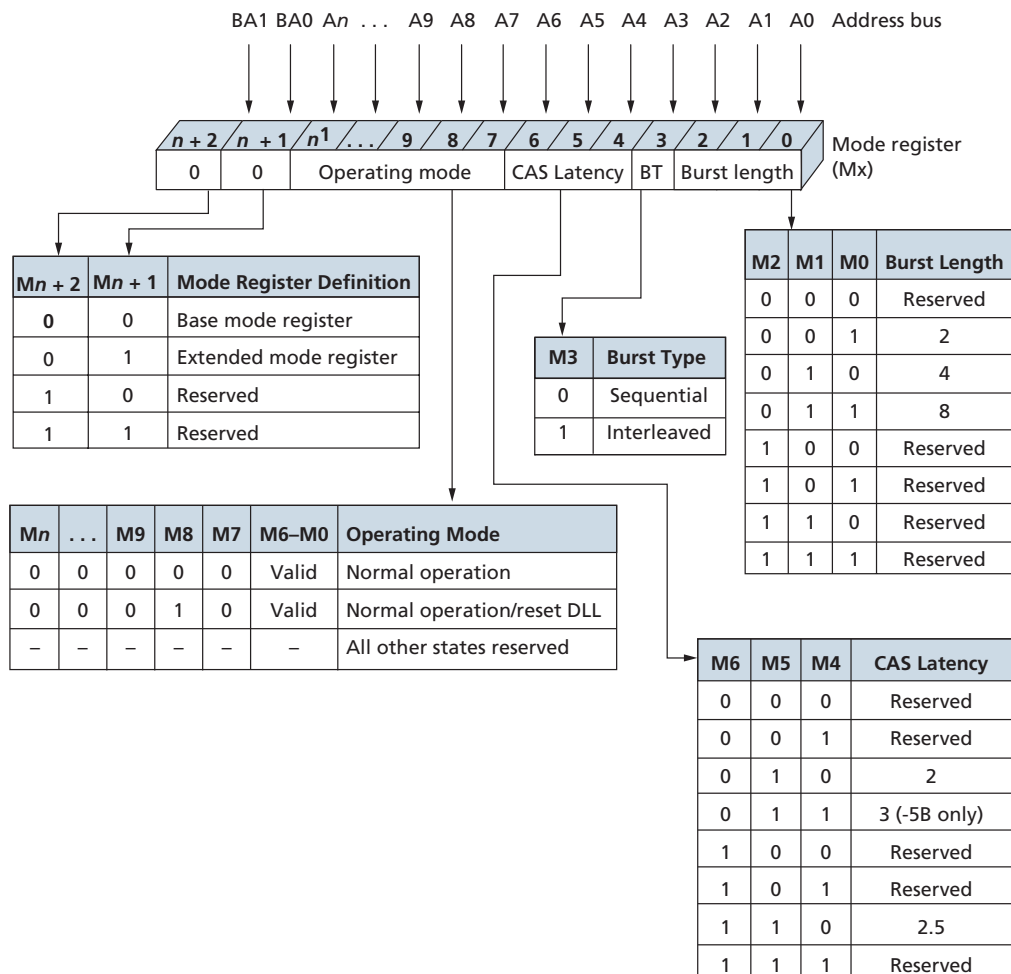 BA1 BA0 An ... A9 A8 A7 A6 A5 A4 A3 A2 A1 A0 Address bus
n + 2 n + 1 n1 ... 9 8 7 6 5 4 3 2 1 0
Mode register
(Mx)
0 0 Operating mode CAS Latency BT Burst length
Mn + 2 Mn + 1 Mode Register Definition
0 0 Base mode register
0 1 Extended mode register
1 0 Reserved
1 1 Reserved
M3 Burst Type
0 Sequential
1 Interleaved
M2 M1 M0 Burst Length
0 0 0 Reserved
0 0 1 2
0 1 0 4
0 1 1 8
1 0 0 Reserved
1 0 1 Reserved
1 1 0 Reserved
1 1 1 Reserved
Mn ... M9 M8 M7 M6–M0 Operating Mode
0 0 0 0 0 Valid Normal operation
0 0 0 1 0 Valid Normal operation/reset DLL
– – – – – – All other states reserved
M6 M5 M4 CAS Latency
0 0 0 Reserved
0 0 1 Reserved
0 1 0 2
0 1 1 3 (-5B only)
1 0 0 Reserved
1 0 1 Reserved
1 1 0 2.5
1 1 1 Reserved